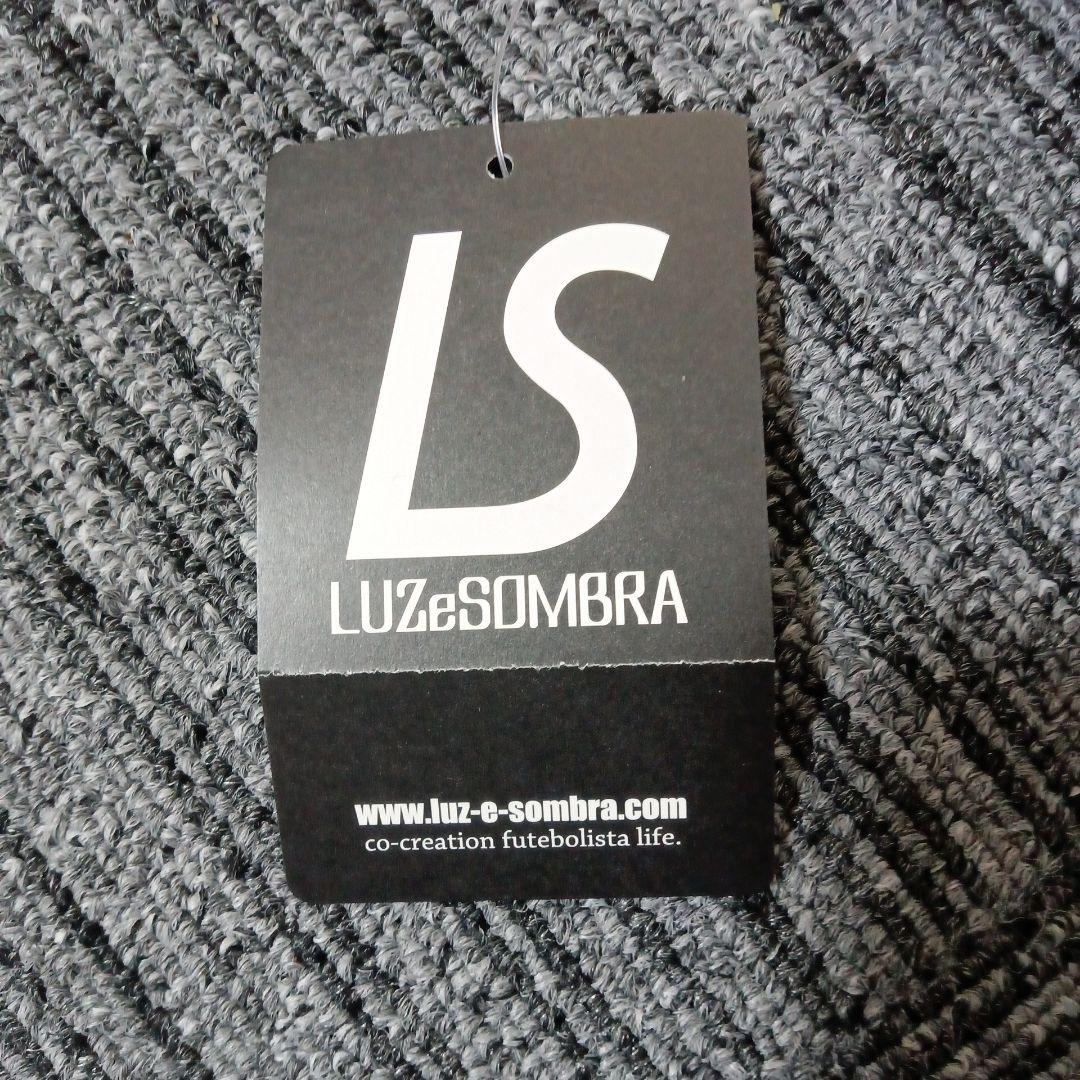 LS
LUZeSOMBRA
www.luz-e-sombra.com
co-creation futebolista life.